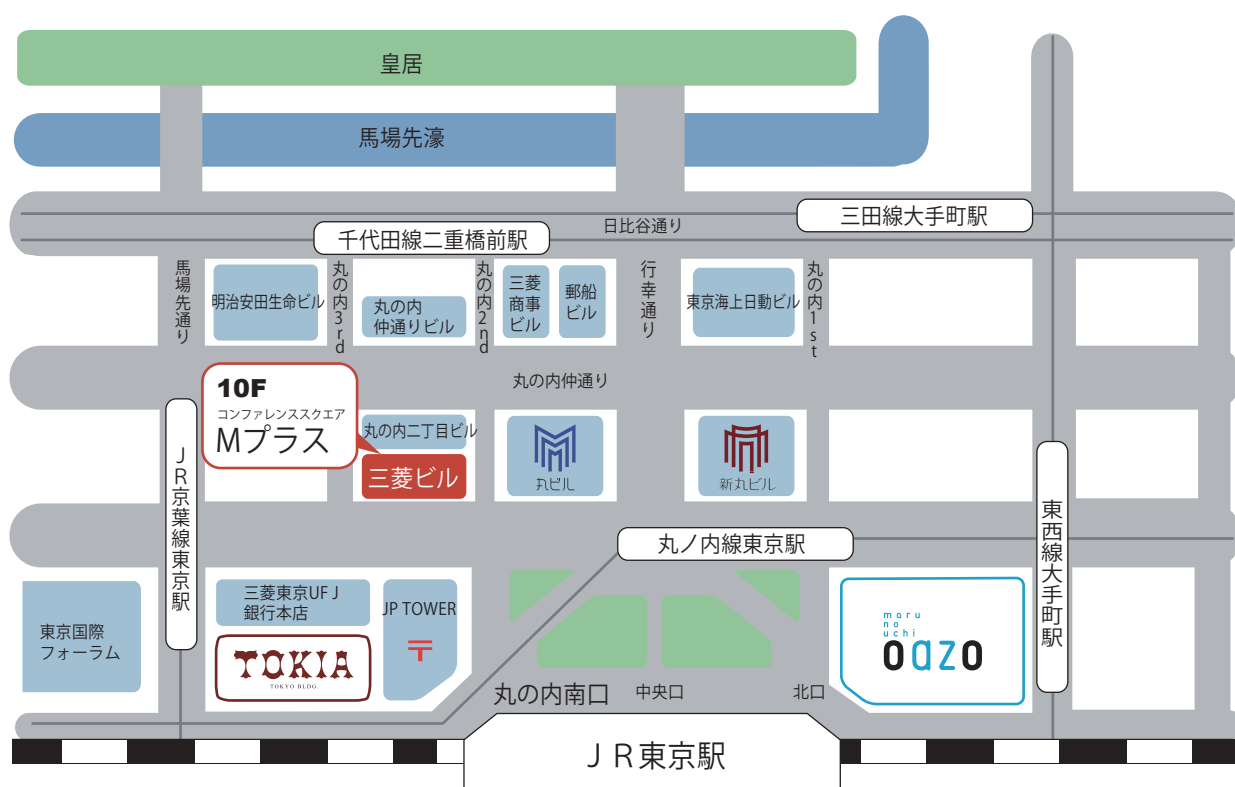 皇居
馬場先濠
三田線大手町駅
日比谷通り
千代田線二重橋前駅
馬場先通り
明治安田生命ビル
丸の内3rd
丸の内
仲通りビル
丸の内2nd
三菱
商事
ビル
郵船
ビル
行幸通り
東京海上日動ビル
丸の内1st
丸の内仲通り
10F
コンファレンススクエア
Mプラス
丸の内二丁目ビル
三菱ビル
丸ビル
新丸ビル
JR京葉線東京駅
東西線大手町駅
丸ノ内線東京駅
東京国際
フォーラム
三菱東京UFJ
銀行本店
TOKIA
TOKYO BLDG.
JP TOWER
〒
maru
no
uchi
oazo
丸の内南口
中央口
北口
JR東京駅